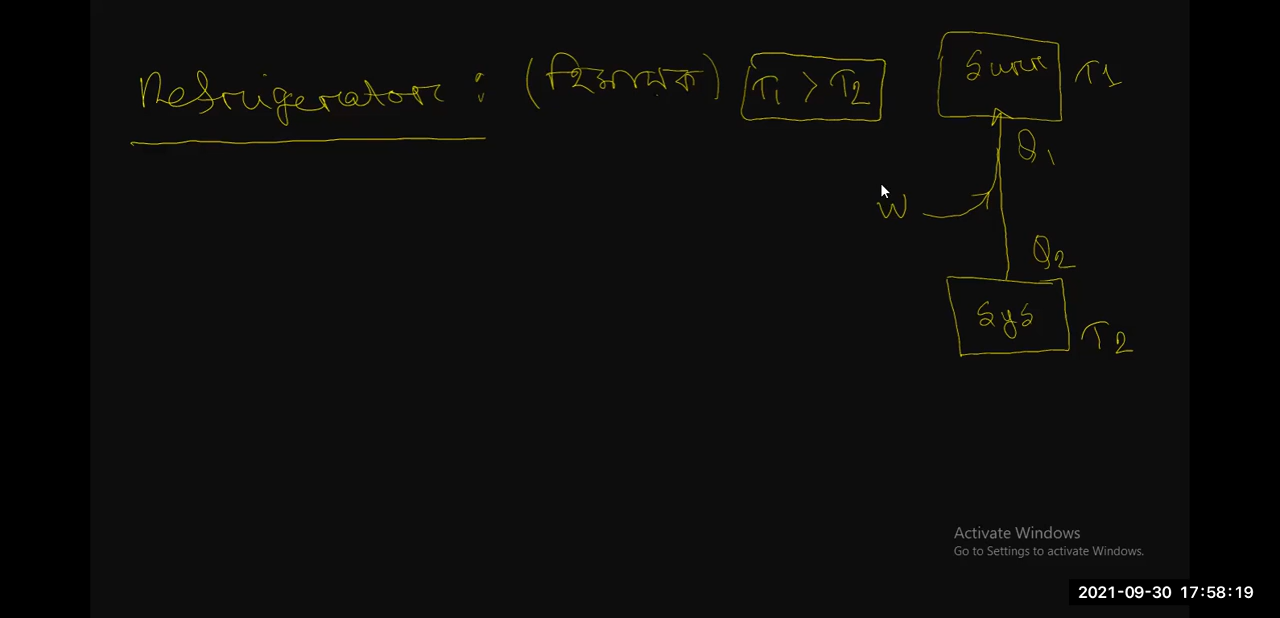 Refrigerator : (হিমায়ক) T1 > T2
Surr T1
Q1
W
Q2
Sys T2
Activate Windows
Go to Settings to activate Windows.
2021-09-30 17:58:19